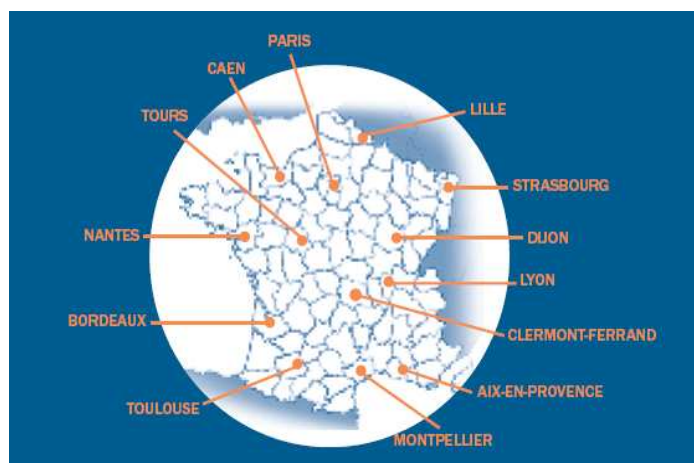 PARIS
CAEN
LILLE
TOURS
STRASBOURG
NANTES
DIJON
LYON
BORDEAUX
CLERMONT-FERRAND
AIX-EN-PROVENCE
TOULOUSE
MONTPELLIER